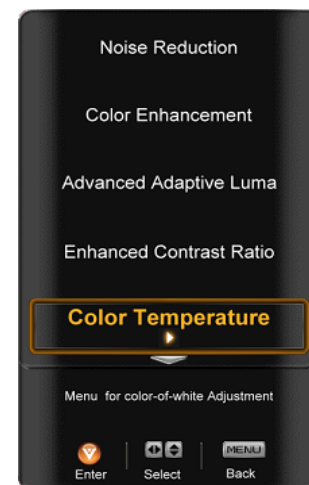 Noise Reduction
Color Enhancement
Advanced Adaptive Luma
Enhanced Contrast Ratio
Color Temperature
Menu for color-of-white Adjustment
MENU
Enter Select Back